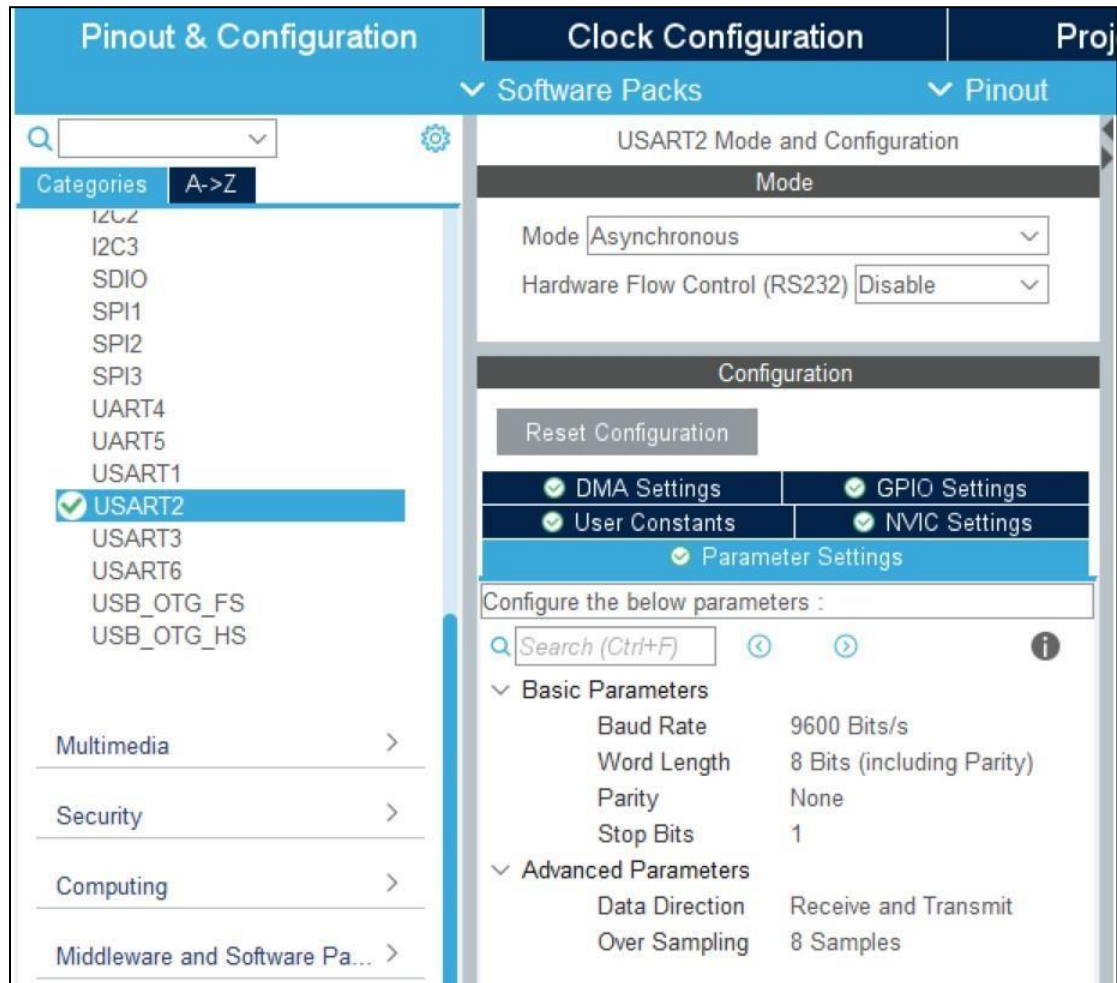 Pinout & Configuration
Clock Configuration
Proj
Software Packs
Pinout
Categories
A->Z
I2C2
I2C3
SDIO
SPI1
SPI2
SPI3
UART4
UART5
USART1
USART2
USART3
USART6
USB_OTG_FS
USB_OTG_HS
Multimedia
Security
Computing
Middleware and Software Pa...
USART2 Mode and Configuration
Mode
Mode Asynchronous
Hardware Flow Control (RS232) Disable
Configuration
Reset Configuration
DMA Settings
GPIO Settings
User Constants
NVIC Settings
Parameter Settings
Configure the below parameters :
Search (Ctrl+F)
Basic Parameters
Baud Rate 9600 Bits/s
Word Length 8 Bits (including Parity)
Parity None
Stop Bits 1
Advanced Parameters
Data Direction Receive and Transmit
Over Sampling 8 Samples